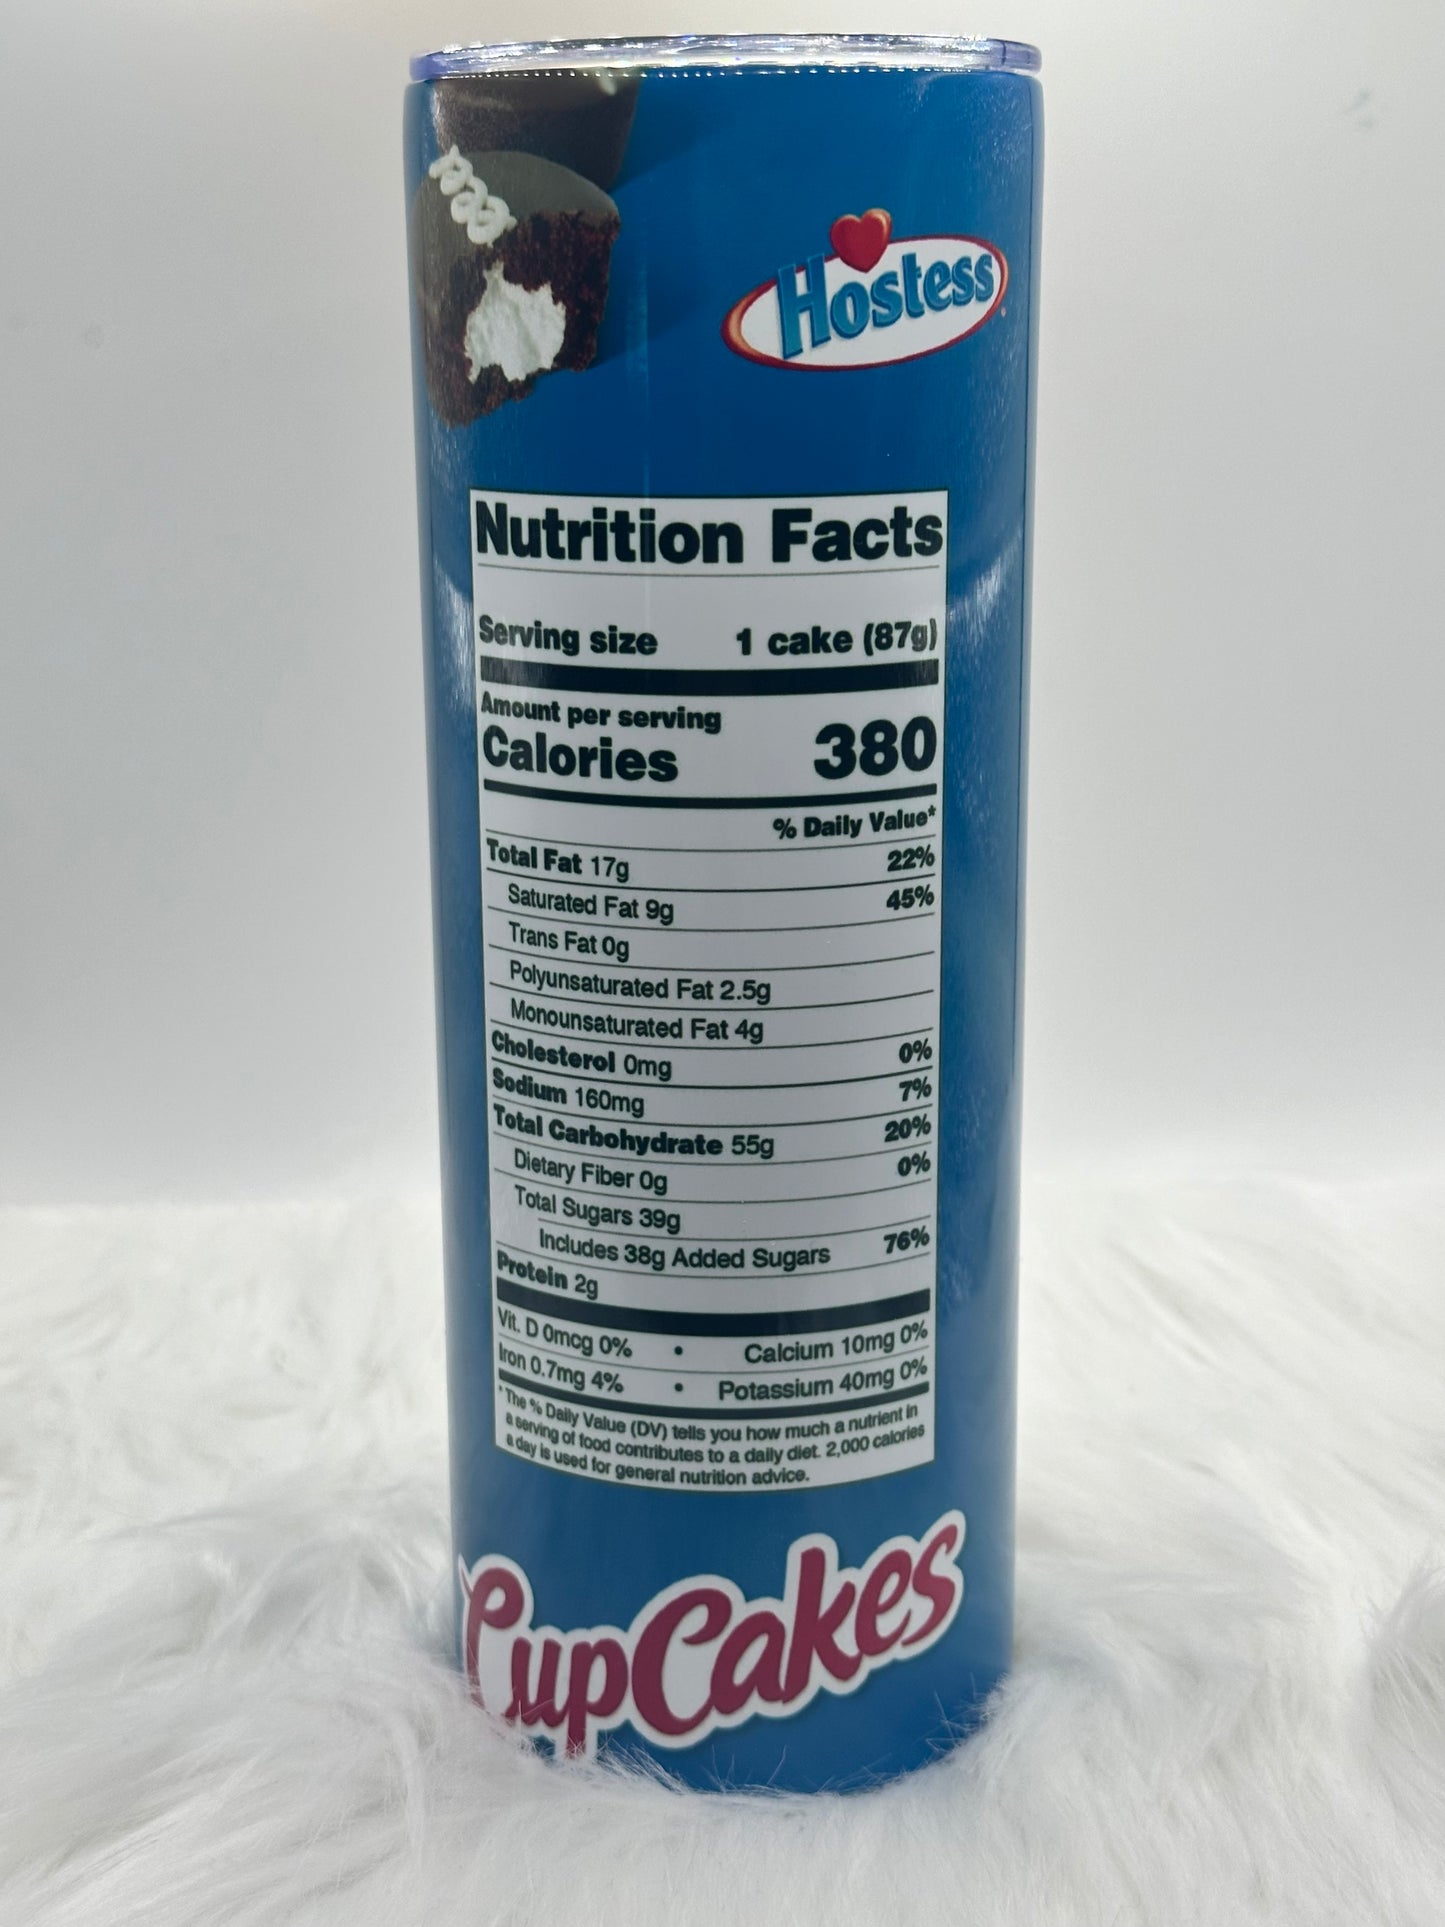 Hostess
Nutrition Facts
Serving size 1 cake (87g)
Amount per serving
Calories 380
% Daily Value*
Total Fat 17g 22%
Saturated Fat 9g 45%
Trans Fat 0g
Polyunsaturated Fat 2.5g
Monounsaturated Fat 4g
Cholesterol 0mg 0%
Sodium 160mg 7%
Total Carbohydrate 55g 20%
Dietary Fiber 0g 0%
Total Sugars 39g
Includes 38g Added Sugars 76%
Protein 2g
Vit. D 0mcg 0% • Calcium 10mg 0%
Iron 0.7mg 4% • Potassium 40mg 0%
*The % Daily Value (DV) tells you how much a nutrient in
a serving of food contributes to a daily diet. 2,000 calories
a day is used for general nutrition advice.
CupCakes